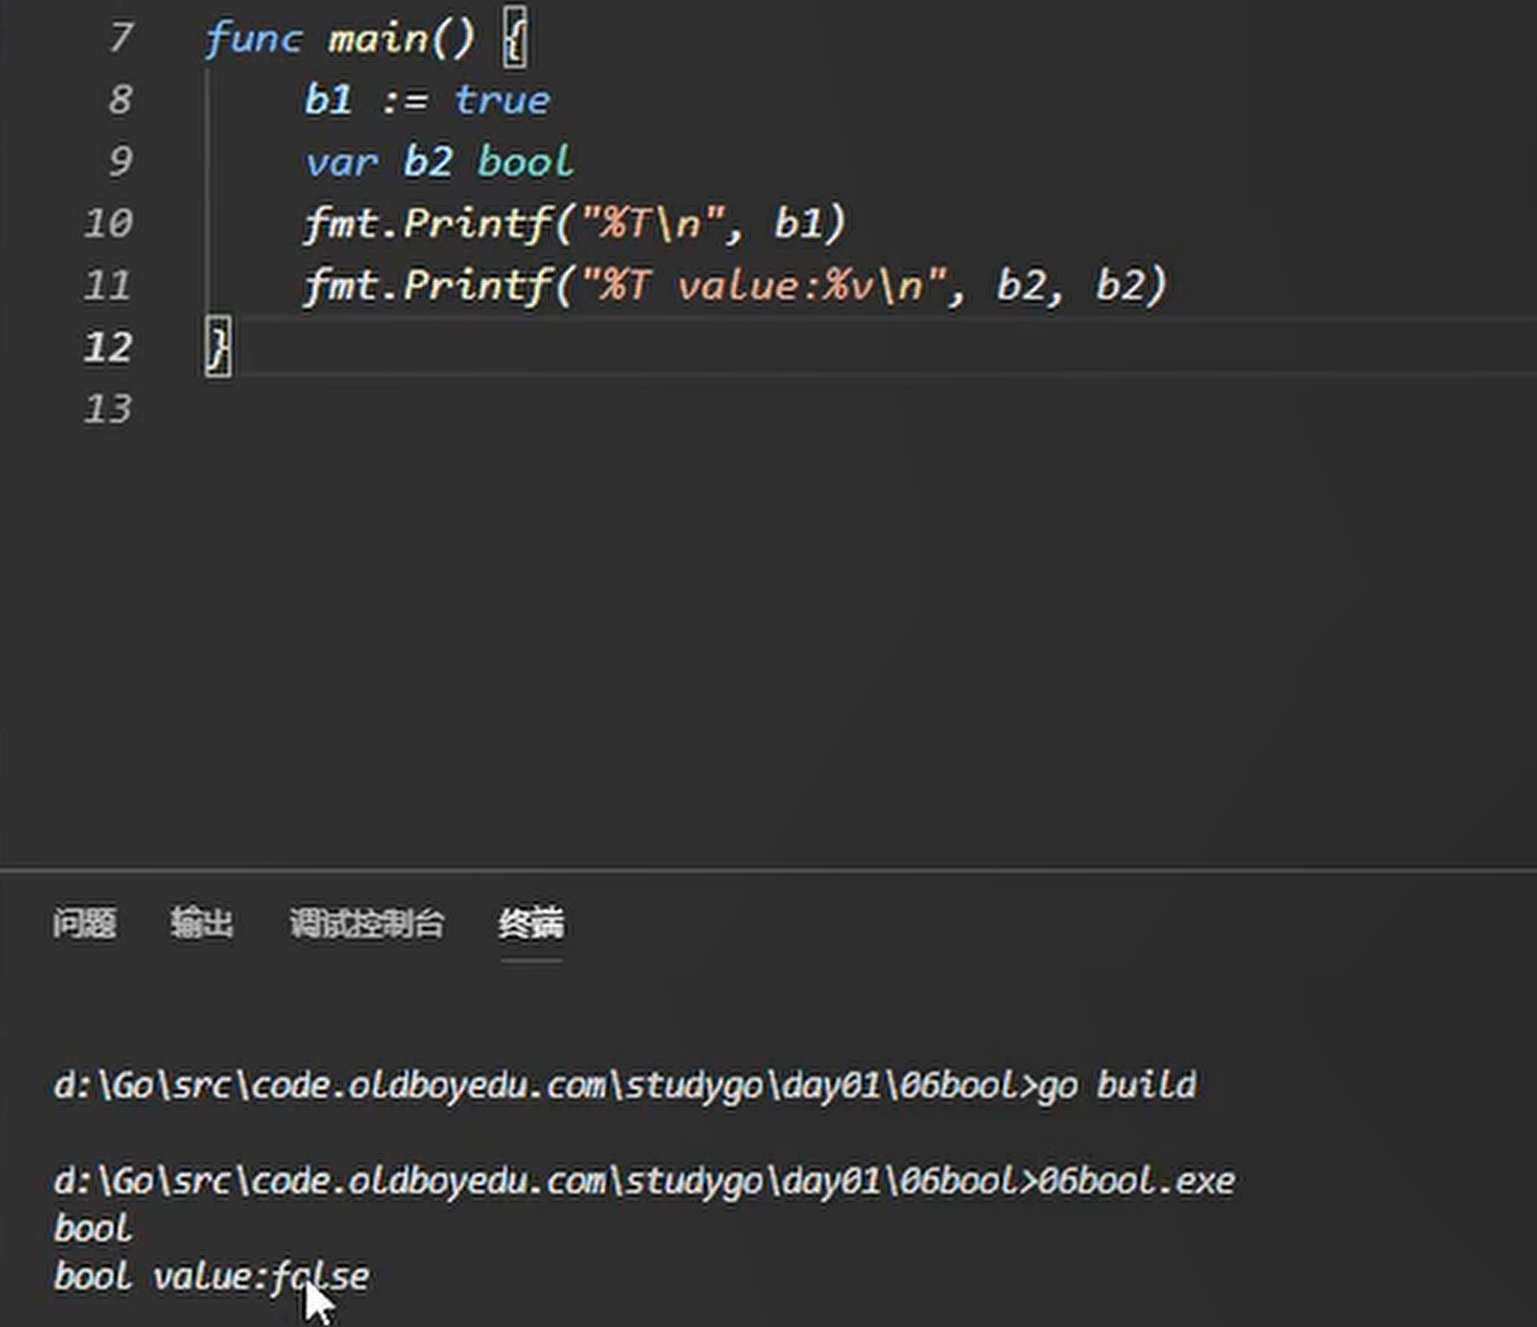 7 func main() {
8 b1 := true
9 var b2 bool
10 fmt.Printf("%T\n", b1)
11 fmt.Printf("%T value:%v\n", b2, b2)
12 }
13
问题 输出 调试控制台 终端
d:\Go\src\code.oldboyedu.com\studygo\day01\06bool>go build
d:\Go\src\code.oldboyedu.com\studygo\day01\06bool>06bool.exe
bool
bool value:false